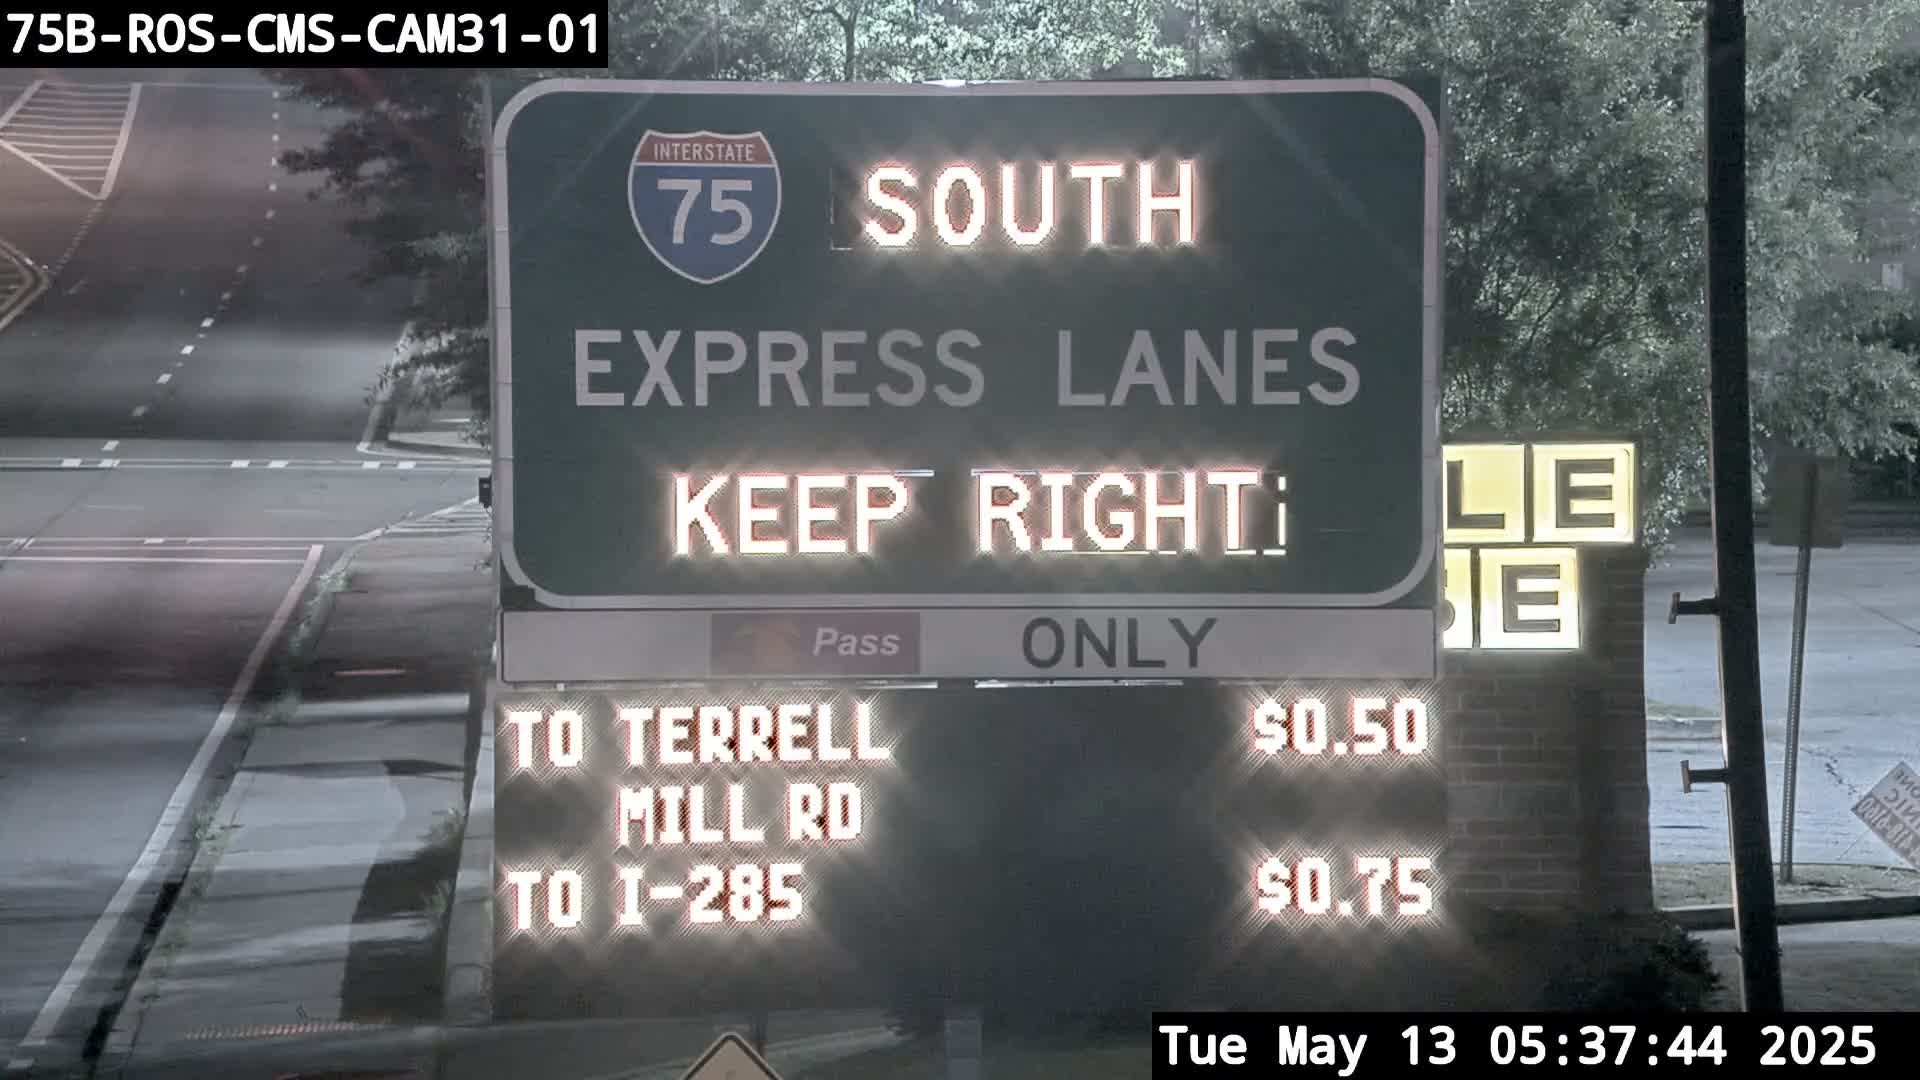 75B-ROS-CMS-CAM31-01
INTERSTATE
75
SOUTH
EXPRESS LANES
KEEP RIGHT
Pass ONLY
TO TERRELL $0.50
MILL RD
TO I-285 $0.75
LE
E
Tue May 13 05:37:44 2025